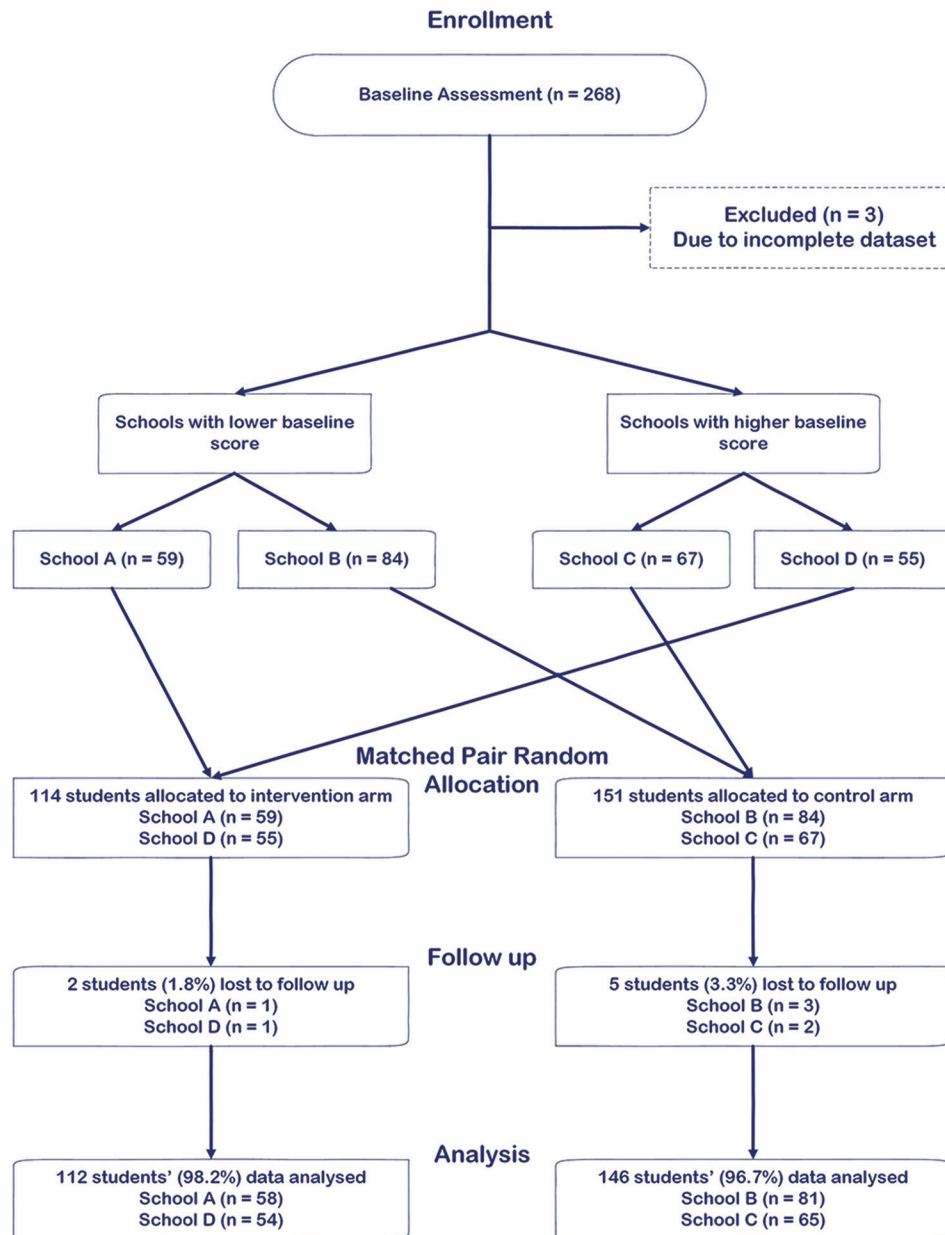 Enrollment
Baseline Assessment (n = 268)
Excluded (n = 3)
Due to incomplete dataset
Schools with lower baseline
score
Schools with higher baseline
score
School A (n = 59)
School B (n = 84)
School C (n = 67)
School D (n = 55)
Matched Pair Random
Allocation
114 students allocated to intervention arm
School A (n = 59)
School D (n = 55)
151 students allocated to control arm
School B (n = 84)
School C (n = 67)
Follow up
2 students (1.8%) lost to follow up
School A (n = 1)
School D (n = 1)
5 students (3.3%) lost to follow up
School B (n = 3)
School C (n = 2)
Analysis
112 students’ (98.2%) data analysed
School A (n = 58)
School D (n = 54)
146 students’ (96.7%) data analysed
School B (n = 81)
School C (n = 65)